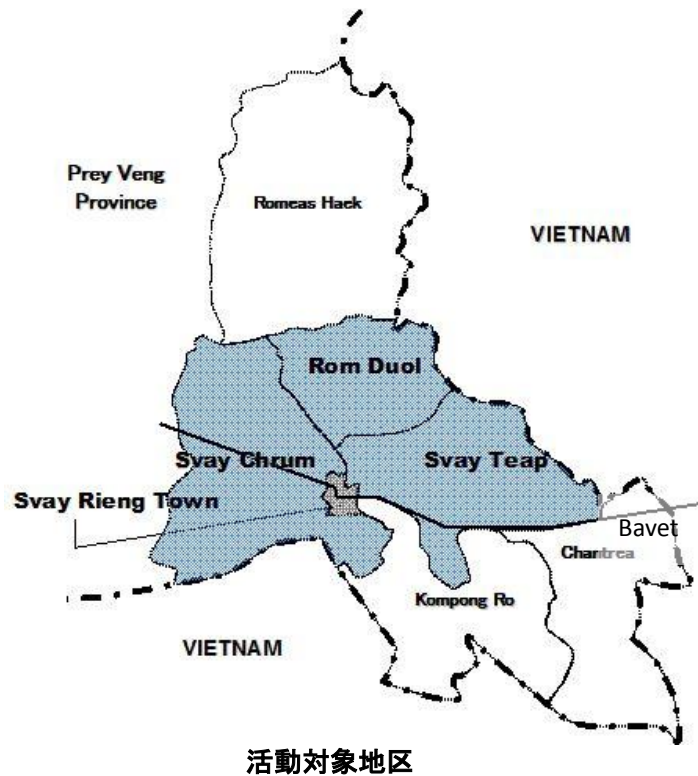 Prey Veng
Province
Romeas Haek
VIETNAM
Rom Duol
Svay Chrum
Svay Teap
Svay Rieng Town
Bavet
Chantrea
Kompong Ro
VIETNAM
活動対象地区